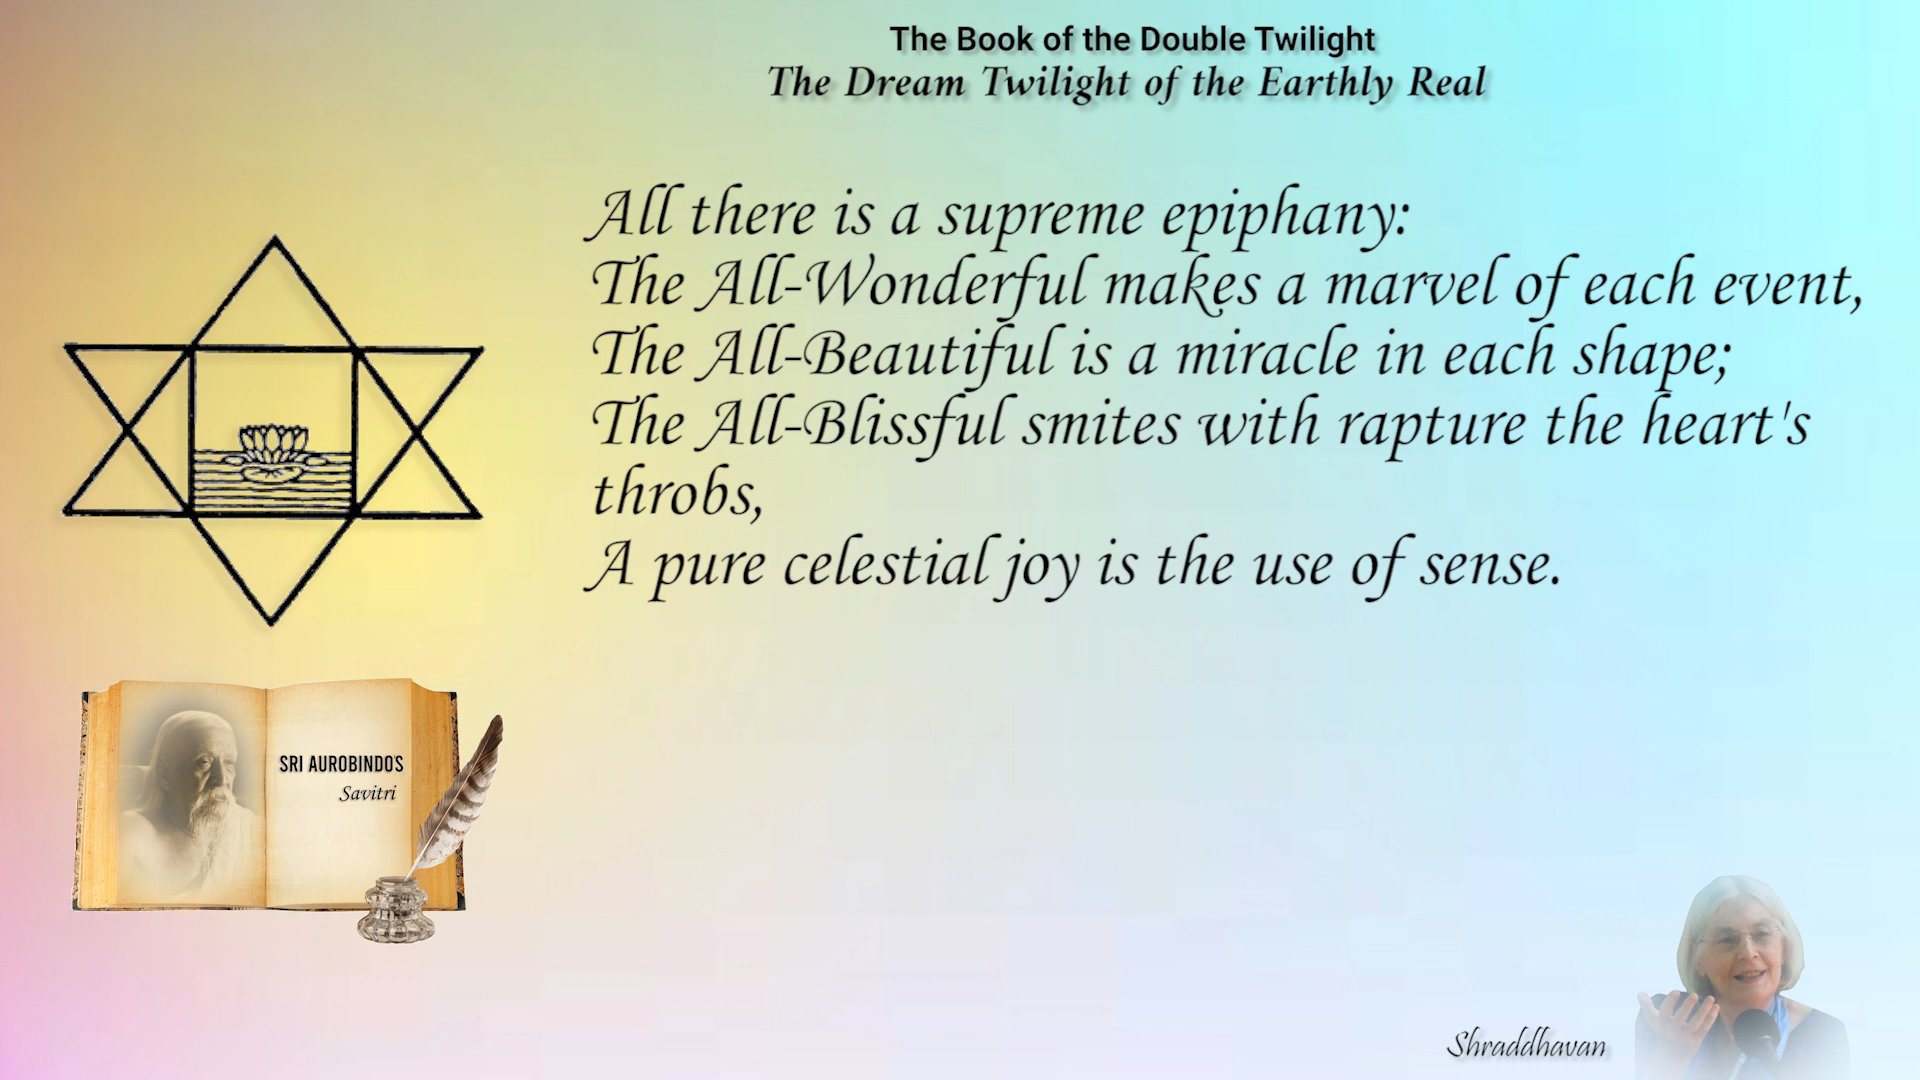 The Book of the Double Twilight
The Dream Twilight of the Earthly Real
All there is a supreme epiphany:
The All-Wonderful makes a marvel of each event,
The All-Beautiful is a miracle in each shape;
The All-Blissful smites with rapture the heart's
throbs,
A pure celestial joy is the use of sense.
SRI AUROBINDO'S
Savitri
Shraddhavan